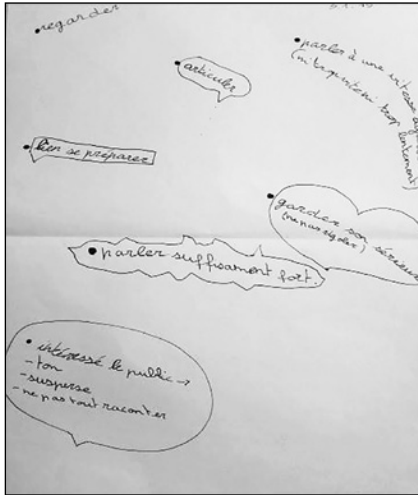 • regarder
• articuler
• parler à une vitesse
(ni trop vite ni trop lentement)
• bien se préparer
• garder son sérieux
(ne pas rigoler)
• parler suffisament fort.
• intéressé le public →
- ton
- suspense
- ne pas tout raconter